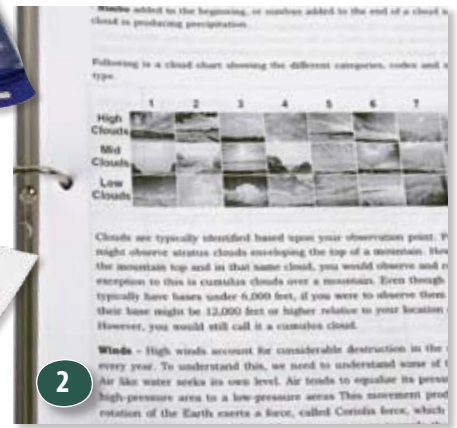 Nimbo added to the beginning, or nimbus added to the end of a cloud
cloud is producing precipitation.
Following is a cloud chart showing the different categories, codes and
type.
1 2 3 4 5 6 7
High
Clouds
Mid
Clouds
Low
Clouds
Clouds are typically identified based upon your observation point.
might observe stratus clouds enveloping the top of a mountain.
the mountain top and in that same cloud, you would observe and
exception to this is cumulus clouds over a mountain. Even though
typically have bases under 6,000 feet, if you were to observe them
their base might be 12,000 feet or higher relative to your location
However, you would still call it a cumulus cloud.
Winds - High winds account for considerable destruction in the
every year. To understand this, we need to understand some of
Air like water seeks its own level. Air tends to equalize its
high-pressure area to a low-pressure areas This movement
rotation of the Earth exerts a force, called Coriolis force, which
2